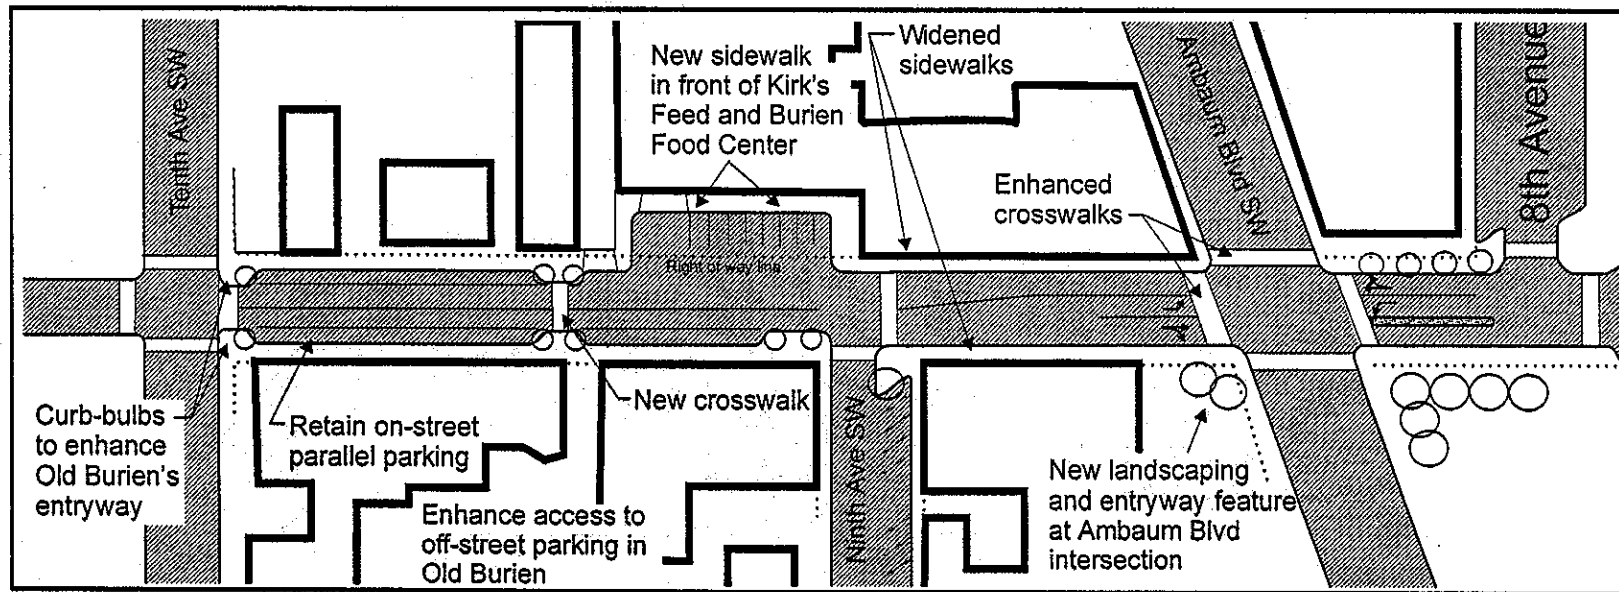 Tenth Ave SW
New sidewalk
in front of Kirk's
Feed and Burien
Food Center
Widened
sidewalks
Ambaum Blvd SW
8th Avenue
Enhanced
crosswalks
Right of way line
Curb-bulbs
to enhance
Old Burien's
entryway
Retain on-street
parallel parking
New crosswalk
Enhance access to
off-street parking in
Old Burien
Ninth Ave SW
New landscaping
and entryway feature
at Ambaum Blvd
intersection